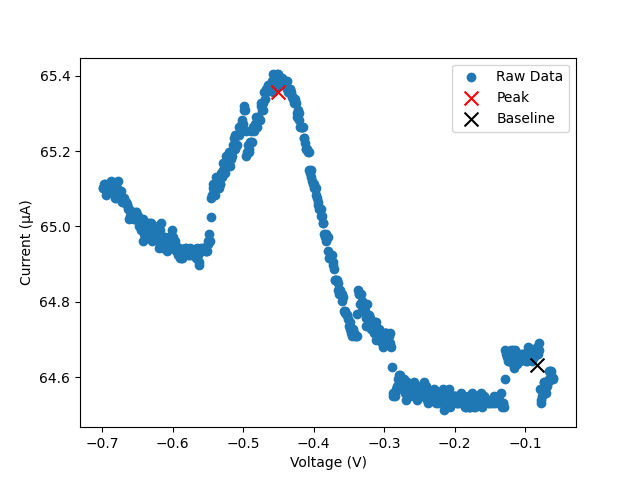 Raw Data
Peak
Baseline
65.4
65.2
65.0
64.8
64.6
Current (μA)
−0.7 −0.6 −0.5 −0.4 −0.3 −0.2 −0.1
Voltage (V)